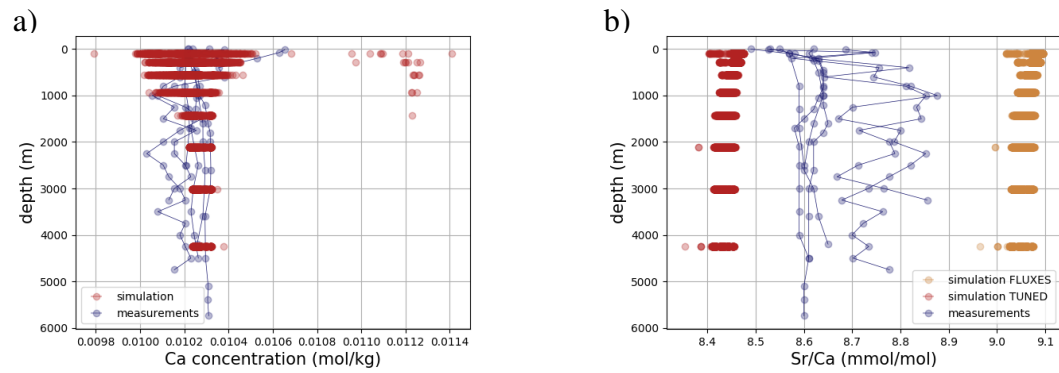 a)
0
1000
2000
3000
4000
5000
6000
depth (m)
simulation
measurements
0.0098 0.0100 0.0102 0.0104 0.0106 0.0108 0.0110 0.0112 0.0114
Ca concentration (mol/kg)
b)
0
1000
2000
3000
4000
5000
6000
depth (m)
simulation FLUXES
simulation TUNED
measurements
8.4 8.5 8.6 8.7 8.8 8.9 9.0 9.1
Sr/Ca (mmol/mol)